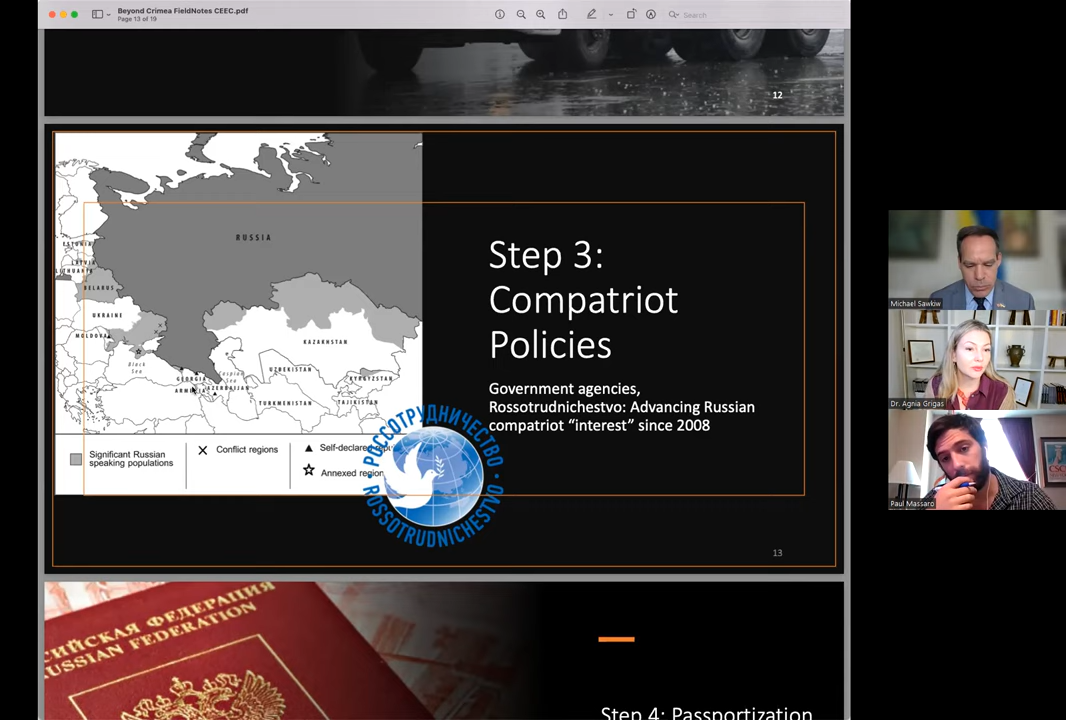 Beyond Crimea FieldNotes CEEC.pdf
Page 13 of 19
Search
12
RUSSIA
ESTONIA
LATVIA
LITHUANIA
BELARUS
UKRAINE
MOLDOVA
KAZAKHSTAN
Black
Sea
Caspian
Sea
GEORGIA
ARMENIA
AZERBAIJAN
UZBEKISTAN
KYRGYZSTAN
TURKMENISTAN
TAJIKISTAN
Significant Russian
speaking populations
Conflict regions
Self-declared
Annexed region
РОССОТРУДНИЧЕСТВО
ROSSOTRUDNICHESTVO
Step 3:
Compatriot
Policies
Government agencies,
Rossotrudnichestvo: Advancing Russian
compatriot “interest” since 2008
13
Step 4: Passportization
ФЕДЕРАЦИЯ
FEDERATION
Michael Sawkiw
Dr. Agnia Grigas
Paul Massaro